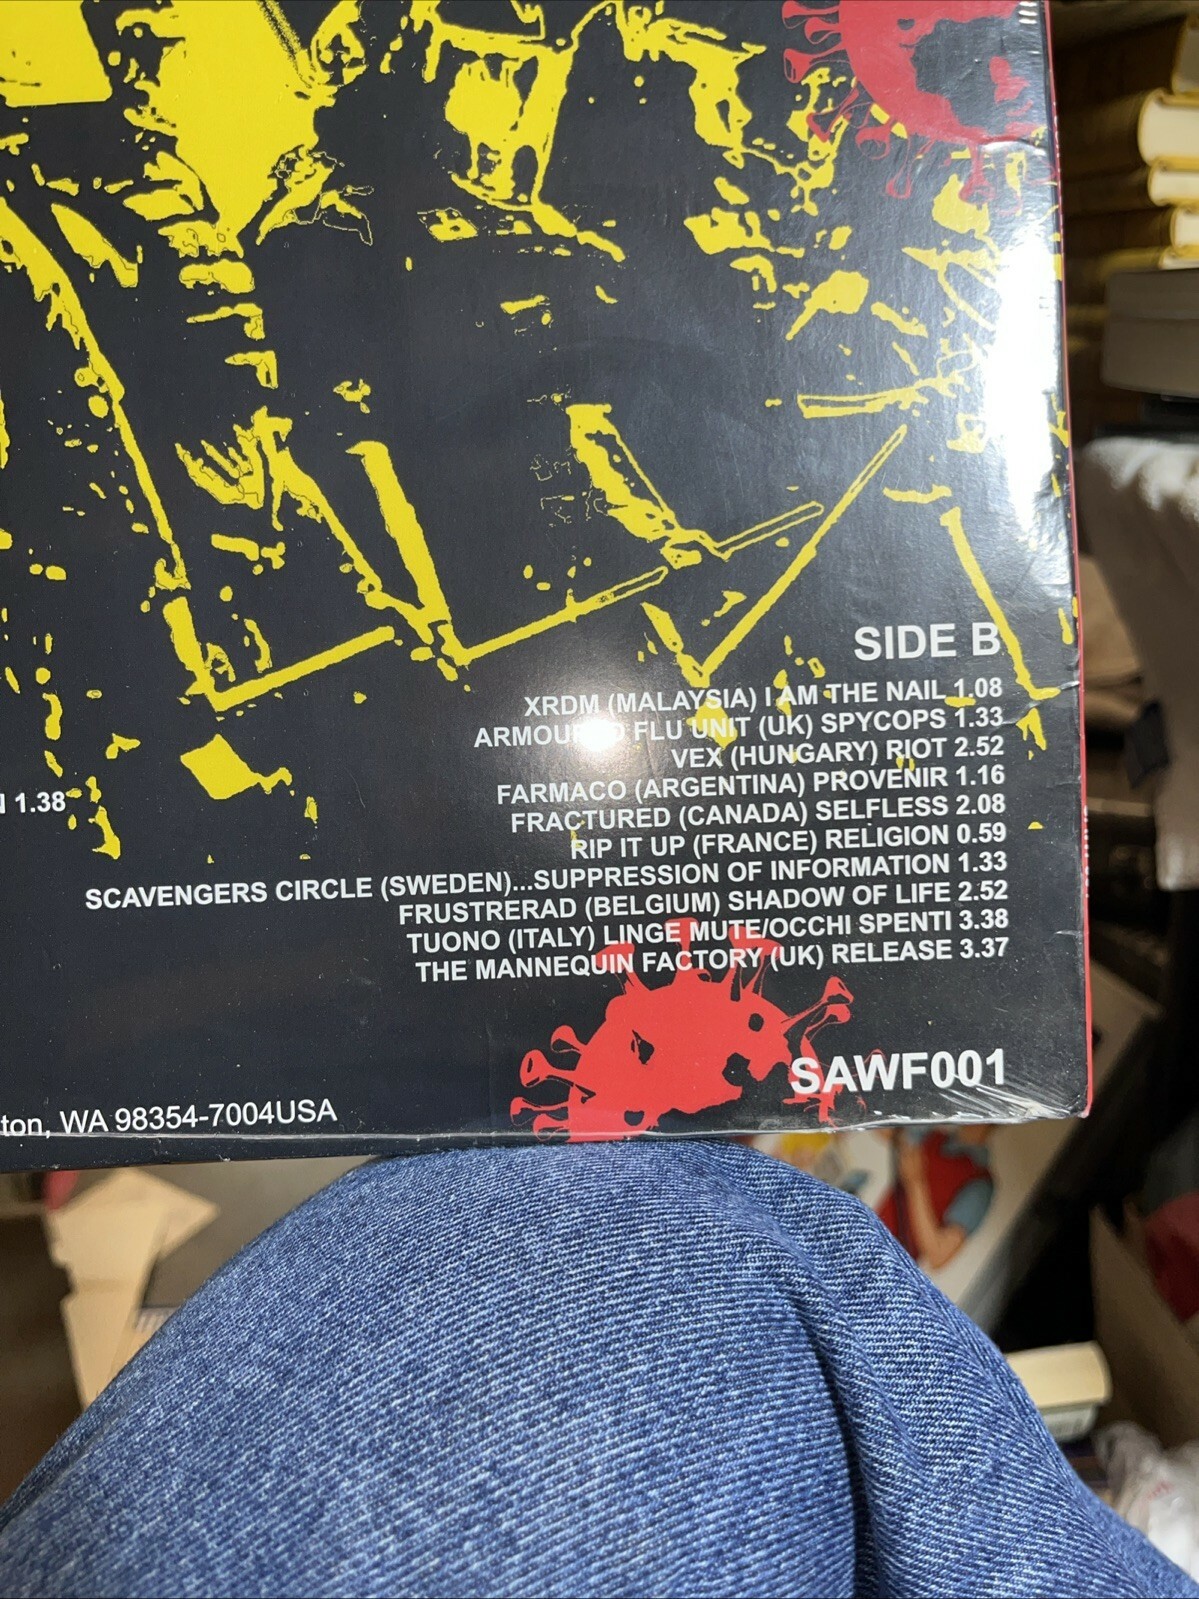 SIDE B
XRDM (MALAYSIA) I AM THE NAIL 1.08
ARMOURED FLU UNIT (UK) SPYCOPS 1.33
VEX (HUNGARY) RIOT 2.52
FARMACO (ARGENTINA) PROVENIR 1.16
FRACTURED (CANADA) SELFLESS 2.08
RIP IT UP (FRANCE) RELIGION 0.59
1.38
SCAVENGERS CIRCLE (SWEDEN)...SUPPRESSION OF INFORMATION 1.33
FRUSTRERAD (BELGIUM) SHADOW OF LIFE 2.52
TUONO (ITALY) LINGE MUTE/OCCHI SPENTI 3.38
THE MANNEQUIN FACTORY (UK) RELEASE 3.37
SAWF001
ton, WA 98354-7004USA